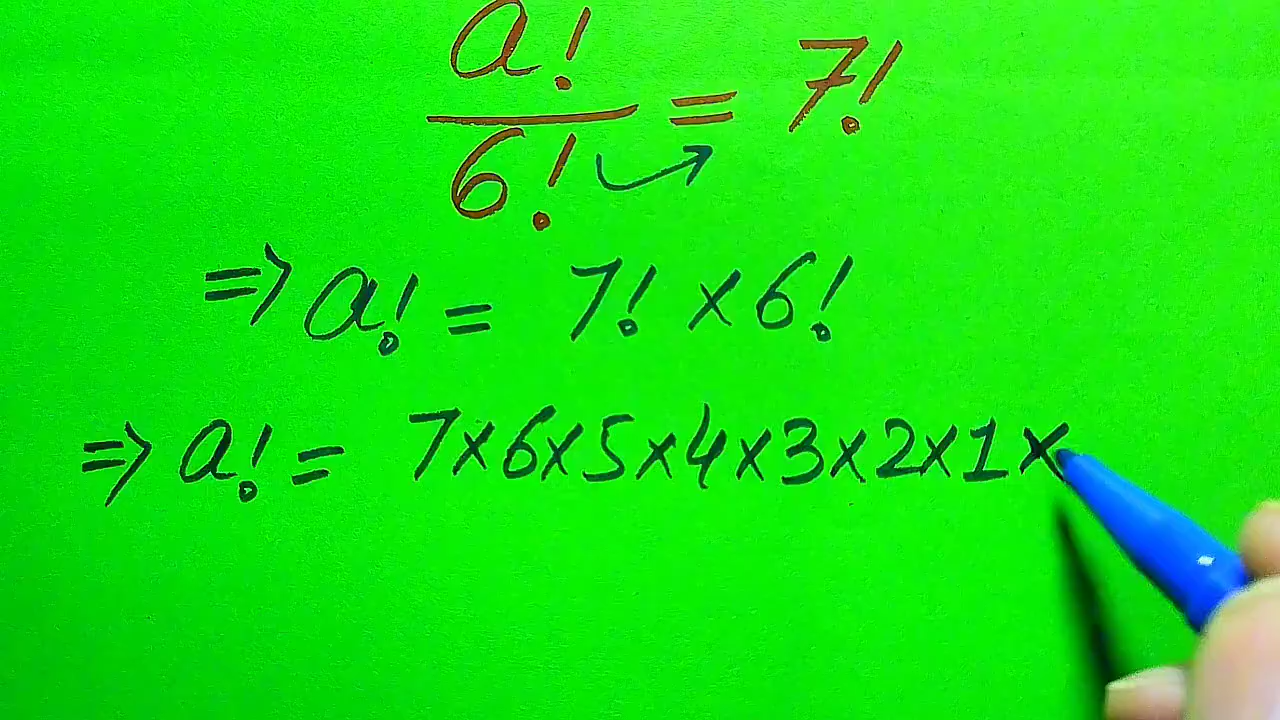 a!/6! = 7!
⇒ a! = 7! × 6!
⇒ a! = 7×6×5×4×3×2×1×